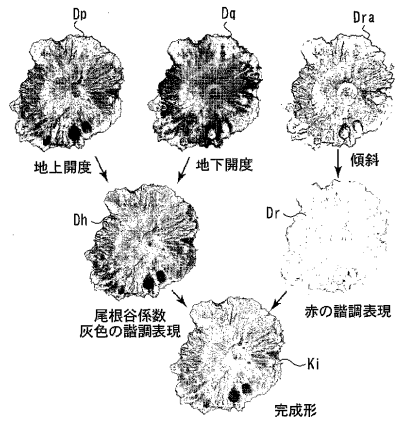 Dp
Dq
Dra
地上開度
地下開度
傾斜
Dh
Dr
尾根谷係数
灰色の諧調表現
赤の諧調表現
Ki
完成形